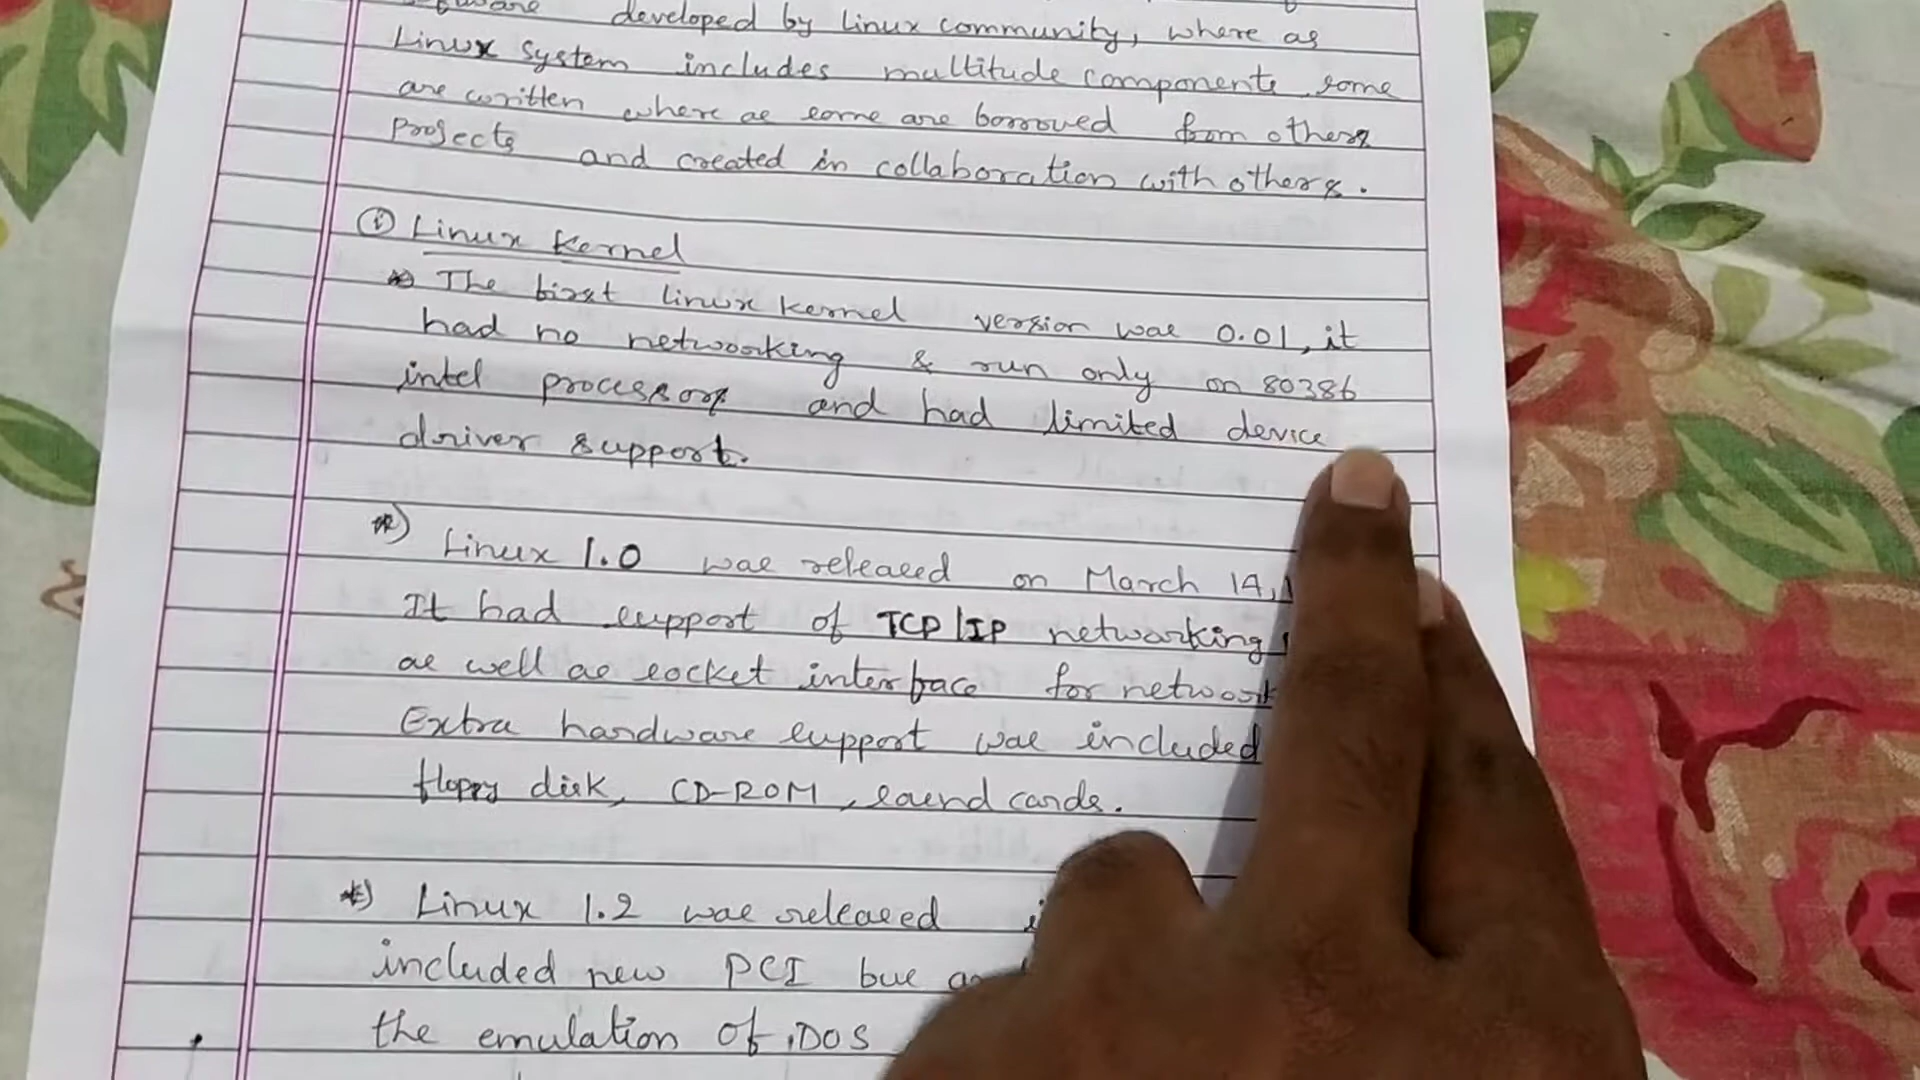 developed by Linux community, where as
Linux system includes multitude components some
are written where as some are borrowed from others
projects and created in collaboration with others.
(i) Linux Kernel
The first linux kernel version was 0.01, it
had no networking & run only on 80386
intel processor and had limited device
driver support.
*) Linux 1.0 was released on March 14,
It had support of TCP/IP networking
as well as socket interface for network
Extra hardware support was included
floppy disk, CD-ROM, sound cards.
*) Linux 1.2 was released
included new PCI bus
the emulation of DOS